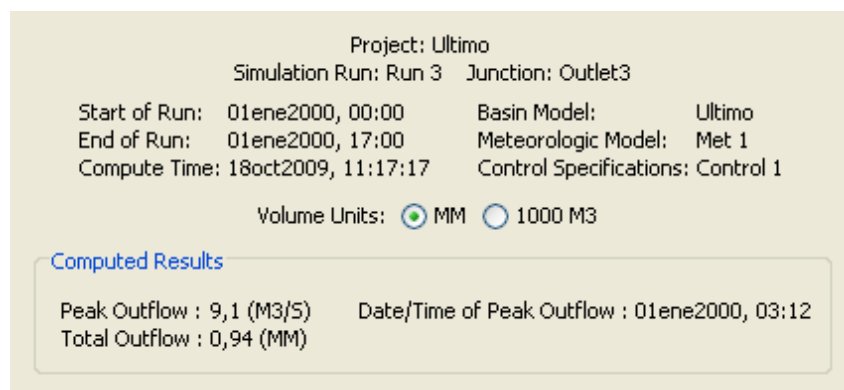 Project: Ultimo
Simulation Run: Run 3 Junction: Outlet3
Start of Run: 01ene2000, 00:00 Basin Model: Ultimo
End of Run: 01ene2000, 17:00 Meteorologic Model: Met 1
Compute Time: 18oct2009, 11:17:17 Control Specifications: Control 1
Volume Units: MM 1000 M3
Computed Results
Peak Outflow : 9,1 (M3/S) Date/Time of Peak Outflow : 01ene2000, 03:12
Total Outflow : 0,94 (MM)